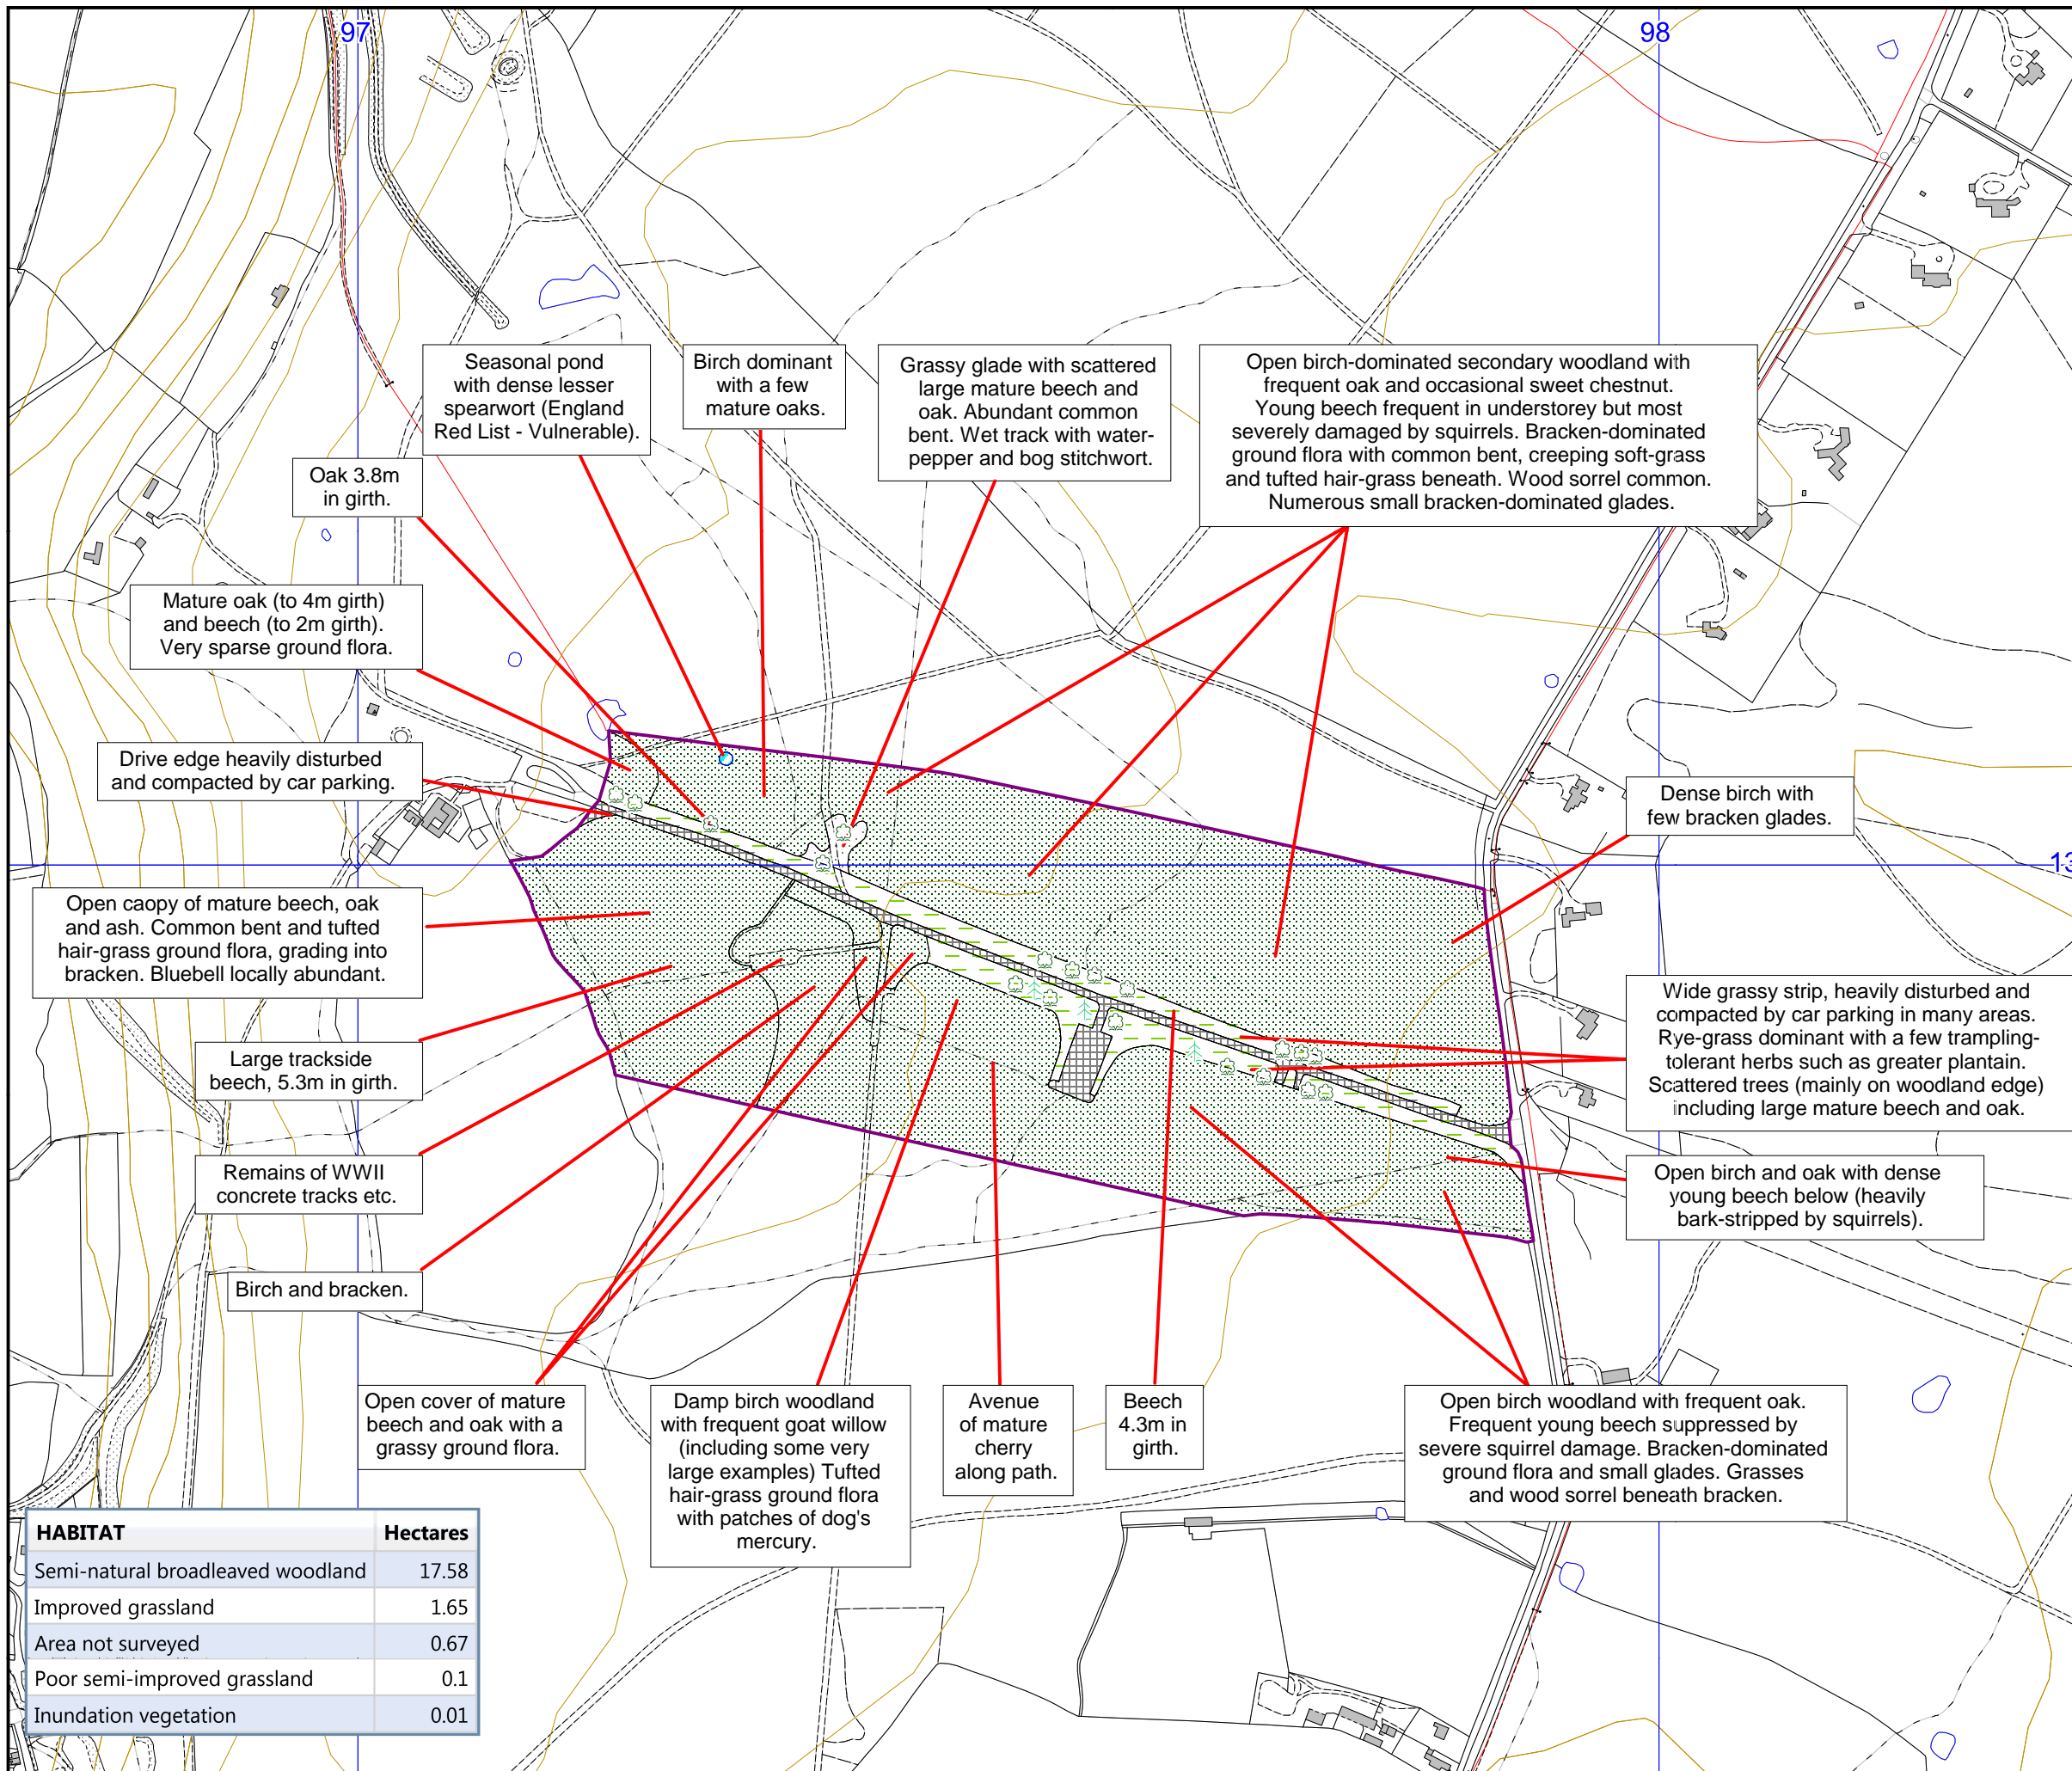 97
98
Seasonal pond
with dense lesser
spearwort (England
Red List - Vulnerable).
Birch dominant
with a few
mature oaks.
Grassy glade with scattered
large mature beech and
oak. Abundant common
bent. Wet track with water-
pepper and bog stitchwort.
Open birch-dominated secondary woodland with
frequent oak and occasional sweet chestnut.
Young beech frequent in understorey but most
severely damaged by squirrels. Bracken-dominated
ground flora with common bent, creeping soft-grass
and tufted hair-grass beneath. Wood sorrel common.
Numerous small bracken-dominated glades.
Oak 3.8m
in girth.
Mature oak (to 4m girth)
and beech (to 2m girth).
Very sparse ground flora.
Drive edge heavily disturbed
and compacted by car parking.
Dense birch with
few bracken glades.
13
Open caopy of mature beech, oak
and ash. Common bent and tufted
hair-grass ground flora, grading into
bracken. Bluebell locally abundant.
Wide grassy strip, heavily disturbed and
compacted by car parking in many areas.
Rye-grass dominant with a few trampling-
tolerant herbs such as greater plantain.
Scattered trees (mainly on woodland edge)
including large mature beech and oak.
Large trackside
beech, 5.3m in girth.
Remains of WWII
concrete tracks etc.
Open birch and oak with dense
young beech below (heavily
bark-stripped by squirrels).
Birch and bracken.
Open cover of mature
beech and oak with a
grassy ground flora.
Damp birch woodland
with frequent goat willow
(including some very
large examples) Tufted
hair-grass ground flora
with patches of dog's
mercury.
Avenue
of mature
cherry
along path.
Beech
4.3m in
girth.
Open birch woodland with frequent oak.
Frequent young beech suppressed by
severe squirrel damage. Bracken-dominated
ground flora and small glades. Grasses
and wood sorrel beneath bracken.
HABITAT Hectares
Semi-natural broadleaved woodland 17.58
Improved grassland 1.65
Area not surveyed 0.67
Poor semi-improved grassland 0.1
Inundation vegetation 0.01